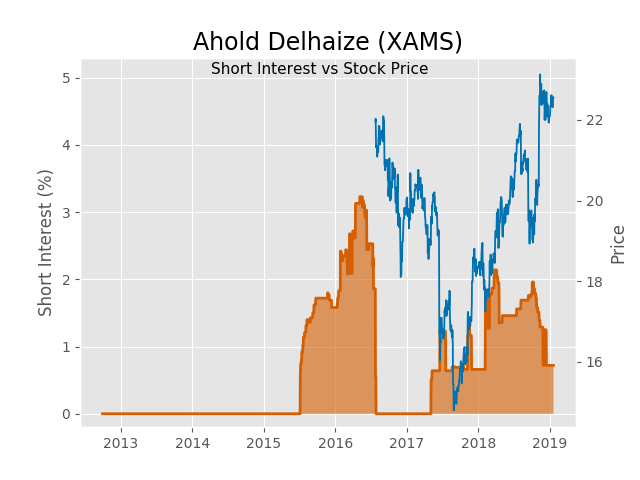 Ahold Delhaize (XAMS)
Short Interest vs Stock Price
Short Interest (%)
Price
5
4
3
2
1
0
22
20
18
16
2013 2014 2015 2016 2017 2018 2019